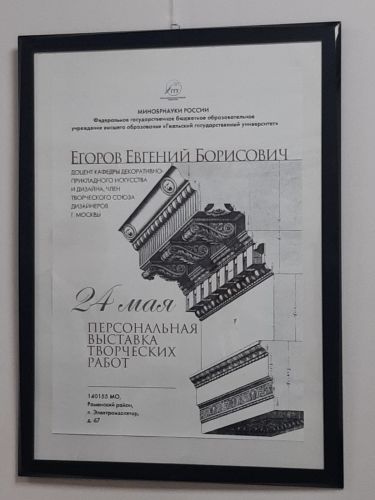 МИНОБРНАУКИ РОССИИ
Федеральное государственное бюджетное образовательное
учреждение высшего образования «Гжельский государственный университет»
ЕГОРОВ ЕВГЕНИЙ БОРИСОВИЧ
ДОЦЕНТ КАФЕДРЫ ДЕКОРАТИВНО-
ПРИКЛАДНОГО ИСКУССТВА
И ДИЗАЙНА, ЧЛЕН
ТВОРЧЕСКОГО СОЮЗА
ДИЗАЙНЕРОВ
Г. МОСКВЫ
24 мая
ПЕРСОНАЛЬНАЯ
ВЫСТАВКА
ТВОРЧЕСКИХ
РАБОТ
140155 МО,
Раменский район,
п. Электроизолятор,
д. 67